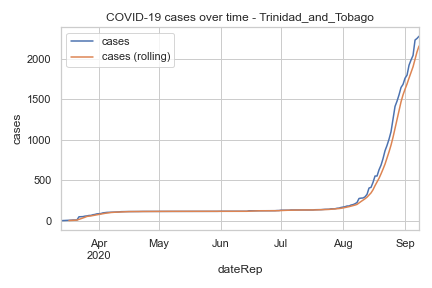 COVID-19 cases over time - Trinidad_and_Tobago
cases
cases (rolling)
cases
2000
1500
1000
500
0
Apr
2020
May
Jun
Jul
Aug
Sep
dateRep